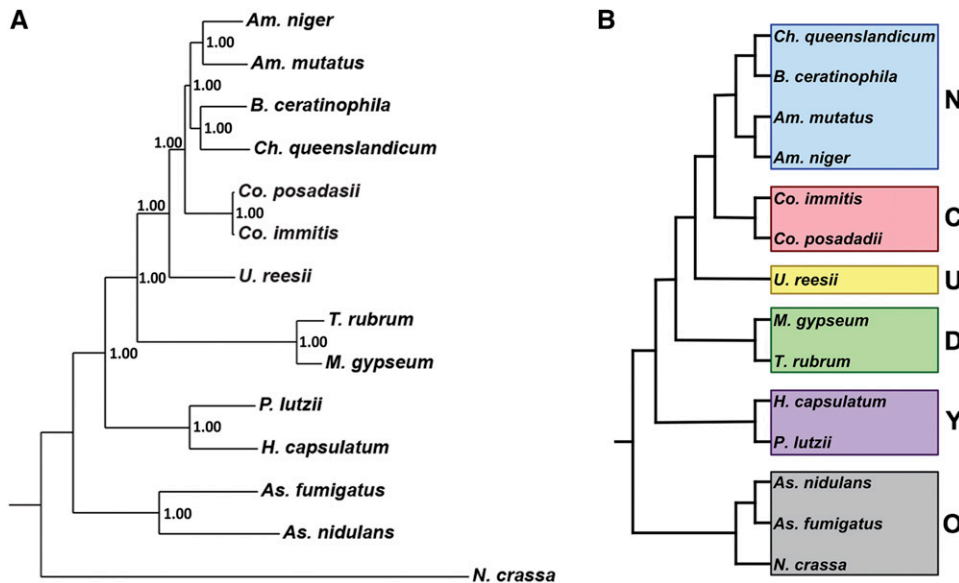 A
Am. niger
1.00
Am. mutatus
1.00
B. ceratinophila
1.00
1.00
Ch. queenslandicum
Co. posadasii
1.00
1.00
Co. immitis
1.00
U. reesii
T. rubrum
1.00
1.00
M. gypseum
P. lutzii
1.00
H. capsulatum
As. fumigatus
1.00
As. nidulans
N. crassa
B
Ch. queenslandicum
B. ceratinophila
N
Am. mutatus
Am. niger
Co. immitis
C
Co. posadadii
U. reesii
U
M. gypseum
D
T. rubrum
H. capsulatum
Y
P. lutzii
As. nidulans
As. fumigatus
O
N. crassa